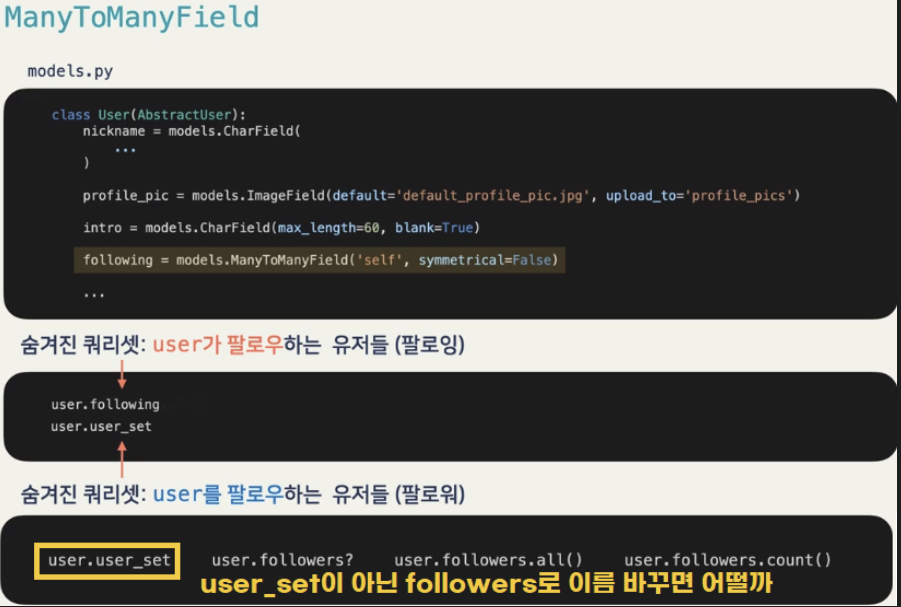 ManyToManyField
models.py
class User(AbstractUser):
nickname = models.CharField(
...
)
profile_pic = models.ImageField(default='default_profile_pic.jpg', upload_to='profile_pics')
intro = models.CharField(max_length=60, blank=True)
following = models.ManyToManyField('self', symmetrical=False)
...
숨겨진 쿼리셋: user가 팔로우하는 유저들 (팔로잉)
user.following
user.user_set
숨겨진 쿼리셋: user를 팔로우하는 유저들 (팔로워)
user.user_set user.followers? user.followers.all() user.followers.count()
user_set이 아닌 followers로 이름 바꾸면 어떨까